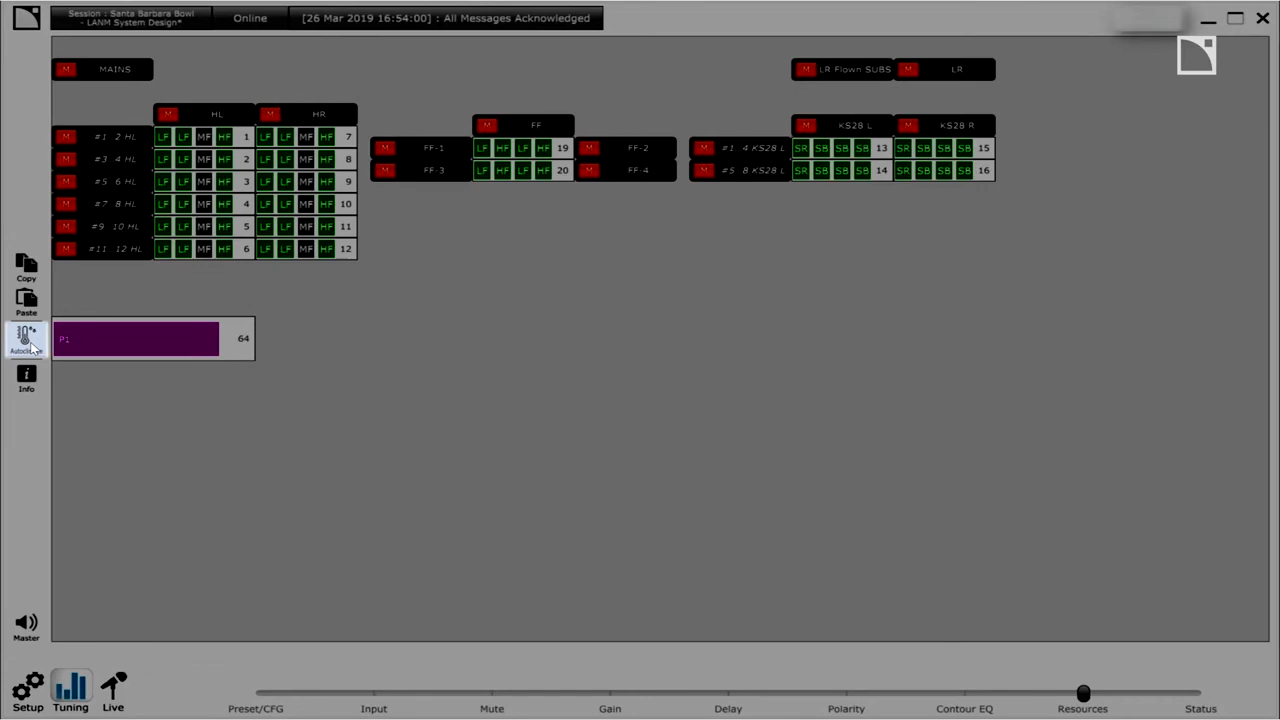 Session : Santa Barbara Bowl
- LANM System Design*
Online
[26 Mar 2019 16:54:00] : All Messages Acknowledged
M MAINS
M LR Flown SUBS M LR
M HL M HR
M FF
M KS28 L M KS28 R
M #1 2 HL LF LF MF HF 1 LF LF MF HF 7
M #3 4 HL LF LF MF HF 2 LF LF MF HF 8
M #5 6 HL LF LF MF HF 3 LF LF MF HF 9
M #7 8 HL LF LF MF HF 4 LF LF MF HF 10
M #9 10 HL LF LF MF HF 5 LF LF MF HF 11
M #11 12 HL LF LF MF HF 6 LF LF MF HF 12
M FF-1 LF HF LF HF 19 M FF-2
M FF-3 LF HF LF HF 20 M FF-4
M #1 4 KS28 L SR SB SB SB 13 SR SB SB SB 15
M #5 8 KS28 L SR SB SB SB 14 SR SB SB SB 16
P1 64
Copy
Paste
Info
Master
Setup
Tuning
Live
Preset/CFG
Input
Mute
Gain
Delay
Polarity
Contour EQ
Resources
Status